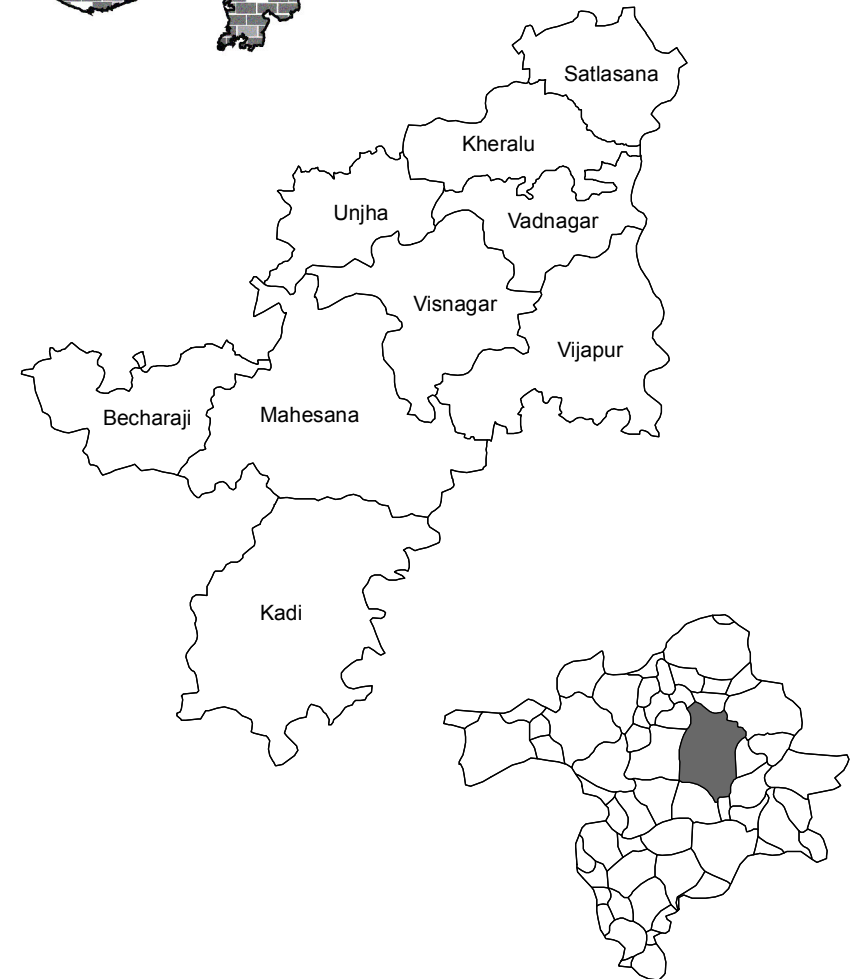 Satlasana
Kheralu
Unjha
Vadnagar
Visnagar
Vijapur
Becharaji
Mahesana
Kadi